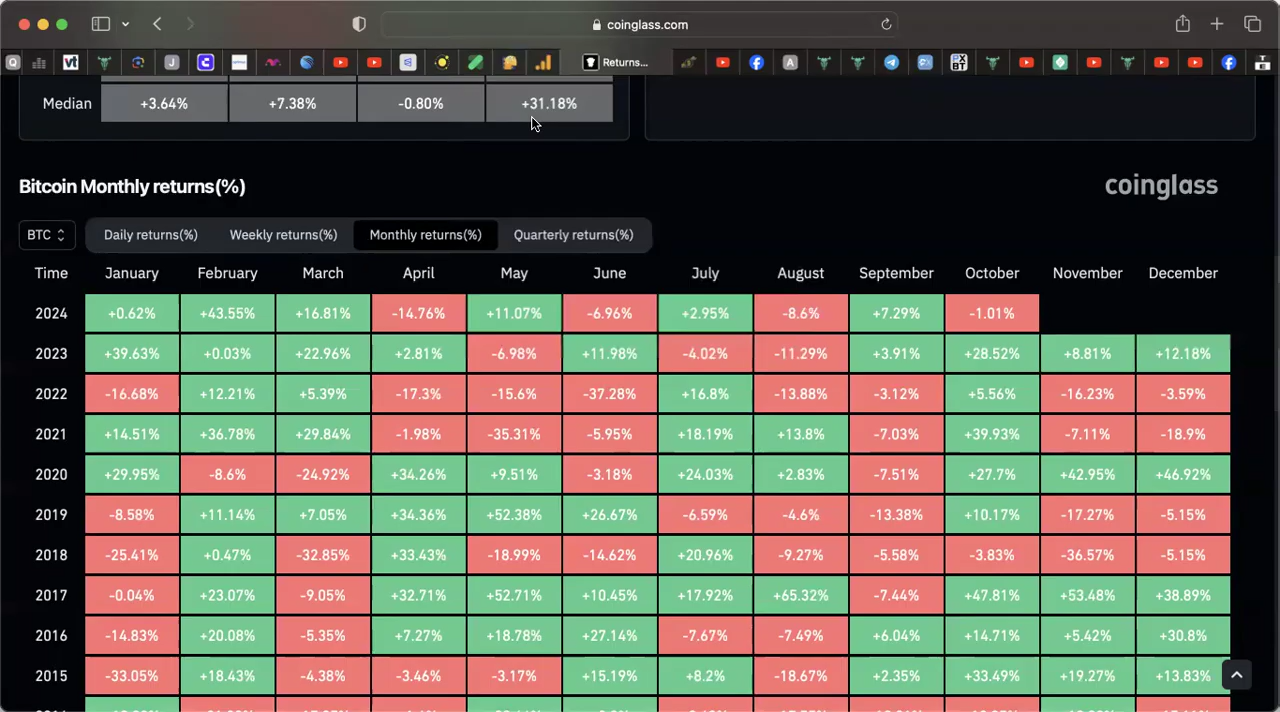 coinglass.com
Returns...
Median +3.64% +7.38% -0.80% +31.18%
Bitcoin Monthly returns(%)
coinglass
BTC Daily returns(%) Weekly returns(%) Monthly returns(%) Quarterly returns(%)
Time January February March April May June July August September October November December
2024 +0.62% +43.55% +16.81% -14.76% +11.07% -6.96% +2.95% -8.6% +7.29% -1.01%
2023 +39.63% +0.03% +22.96% +2.81% -6.98% +11.98% -4.02% -11.29% +3.91% +28.52% +8.81% +12.18%
2022 -16.68% +12.21% +5.39% -17.3% -15.6% -37.28% +16.8% -13.88% -3.12% +5.56% -16.23% -3.59%
2021 +14.51% +36.78% +29.84% -1.98% -35.31% -5.95% +18.19% +13.8% -7.03% +39.93% -7.11% -18.9%
2020 +29.95% -8.6% -24.92% +34.26% +9.51% -3.18% +24.03% +2.83% -7.51% +27.7% +42.95% +46.92%
2019 -8.58% +11.14% +7.05% +34.36% +52.38% +26.67% -6.59% -4.6% -13.38% +10.17% -17.27% -5.15%
2018 -25.41% +0.47% -32.85% +33.43% -18.99% -14.62% +20.96% -9.27% -5.58% -3.83% -36.57% -5.15%
2017 -0.04% +23.07% -9.05% +32.71% +52.71% +10.45% +17.92% +65.32% -7.44% +47.81% +53.48% +38.89%
2016 -14.83% +20.08% -5.35% +7.27% +18.78% +27.14% -7.67% -7.49% +6.04% +14.71% +5.42% +30.8%
2015 -33.05% +18.43% -4.38% -3.46% -3.17% +15.19% +8.2% -18.67% +2.35% +33.49% +19.27% +13.83%